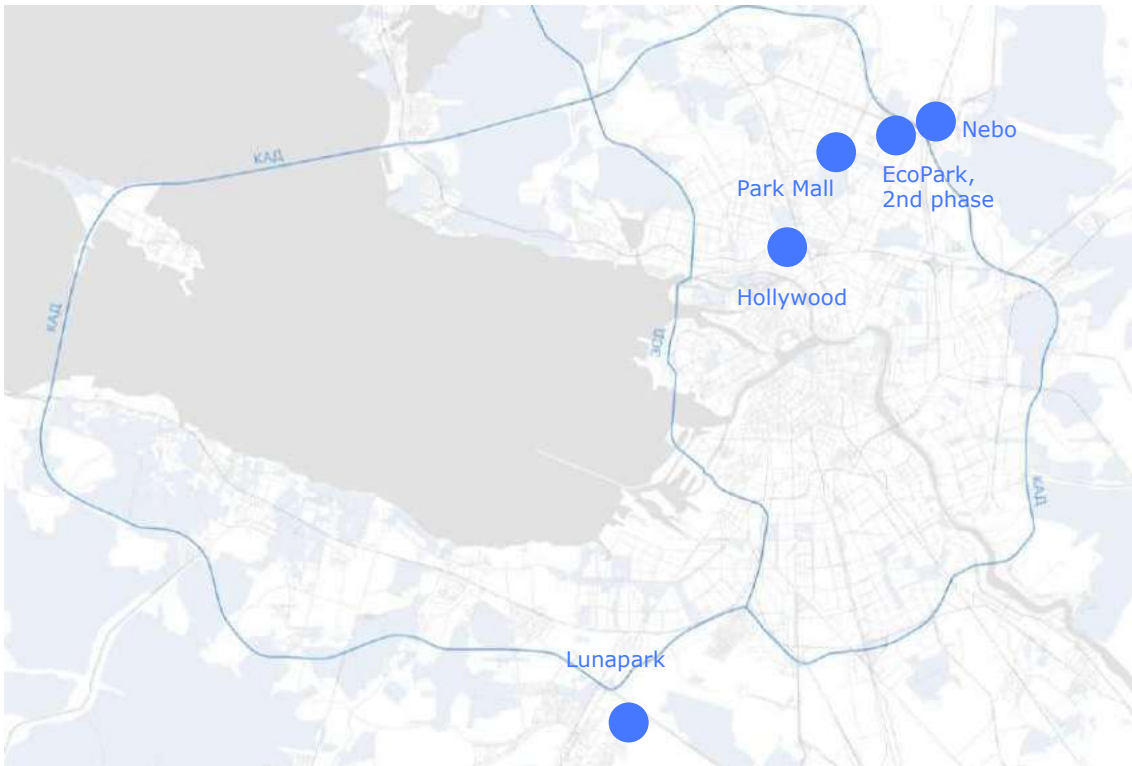 Nebo
КАД
EcoPark,
2nd phase
Park Mall
Hollywood
КАД
ЗСД
КАД
Lunapark